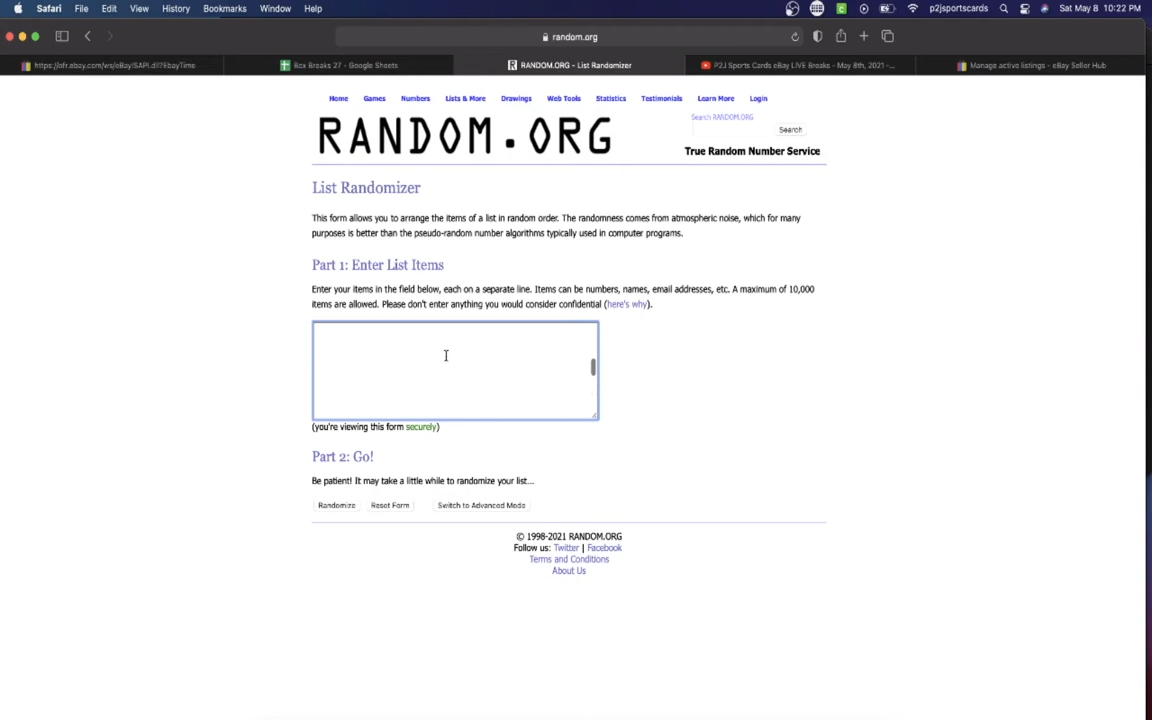 Safari File Edit View History Bookmarks Window Help p2jsportscards Sat May 8 10:22 PM
random.org
https://ofr.ebay.com/ws/eBayISAPI.dll?EbayTime Box Breaks 27 - Google Sheets RANDOM.ORG - List Randomizer P2J Sports Cards eBay LIVE Breaks - May 8th, 2021 -... Manage active listings - eBay Seller Hub
Home Games Numbers Lists & More Drawings Web Tools Statistics Testimonials Learn More Login
RANDOM.ORG
Search RANDOM.ORG
Search
True Random Number Service
List Randomizer
This form allows you to arrange the items of a list in random order. The randomness comes from atmospheric noise, which for many
purposes is better than the pseudo-random number algorithms typically used in computer programs.
Part 1: Enter List Items
Enter your items in the field below, each on a separate line. Items can be numbers, names, email addresses, etc. A maximum of 10,000
items are allowed. Please don't enter anything you would consider confidential (here's why).
(you're viewing this form securely)
Part 2: Go!
Be patient! It may take a little while to randomize your list...
Randomize Reset Form Switch to Advanced Mode
© 1998-2021 RANDOM.ORG
Follow us: Twitter | Facebook
Terms and Conditions
About Us